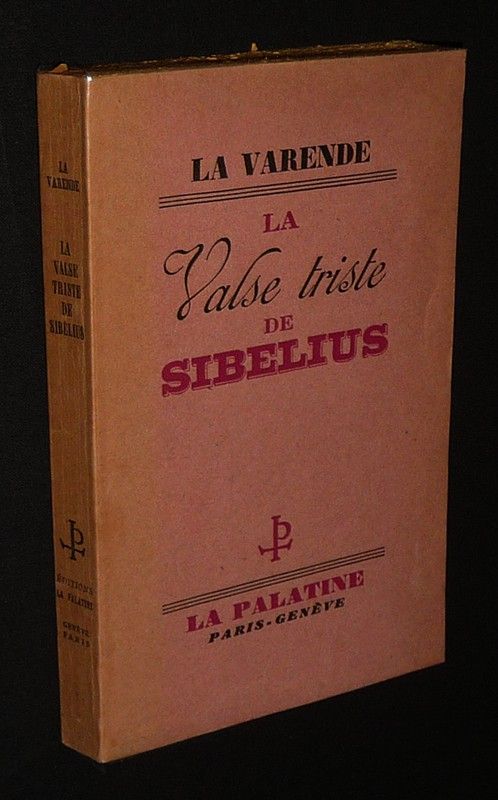 LA
VARENDE
LA
VALSE
TRISTE
DE
SIBELIUS
ÉDITIONS
LA PALATINE
GENÈVE
PARIS
LA VARENDE
LA
Valse triste
DE
SIBELIUS
LA PALATINE
PARIS-GENÈVE